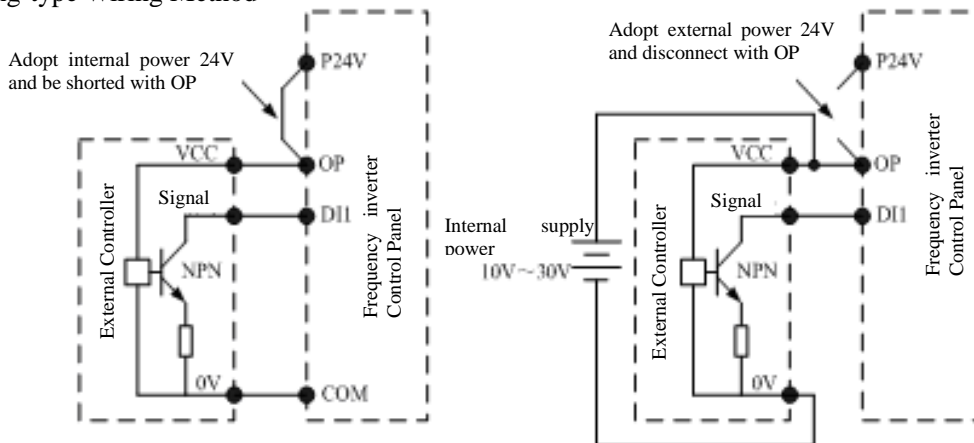 g-type Wiring Method
Adopt internal power 24V
and be shorted with OP
P24V
VCC
OP
Signal
DI1
NPN
0V
COM
External Controller
Frequency inverter
Control Panel
Adopt external power 24V
and disconnect with OP
P24V
VCC
OP
Signal
DI1
Internal supply
power
10V～30V
NPN
0V
External Controller
Frequency inverter
Control Panel